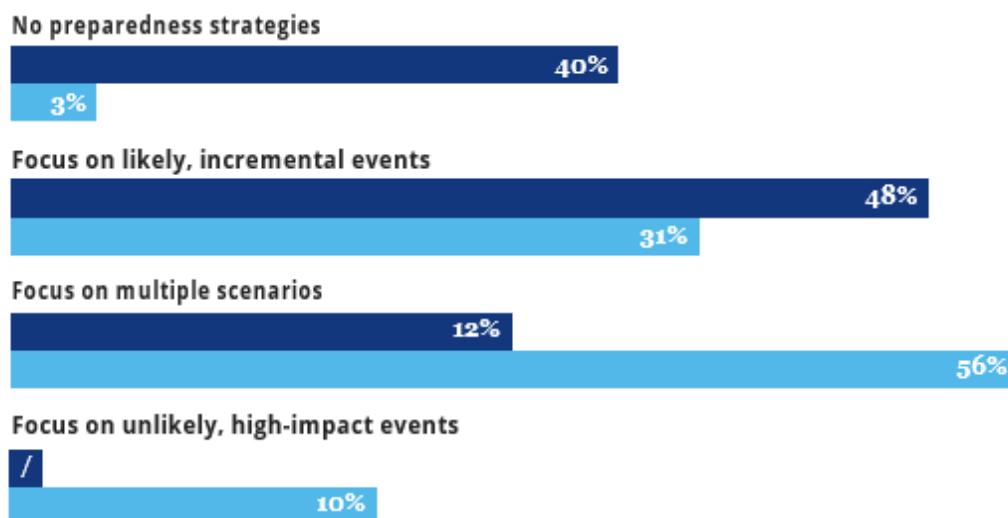 No preparedness strategies
40%
3%
Focus on likely, incremental events
48%
31%
Focus on multiple scenarios
12%
56%
Focus on unlikely, high-impact events
/
10%